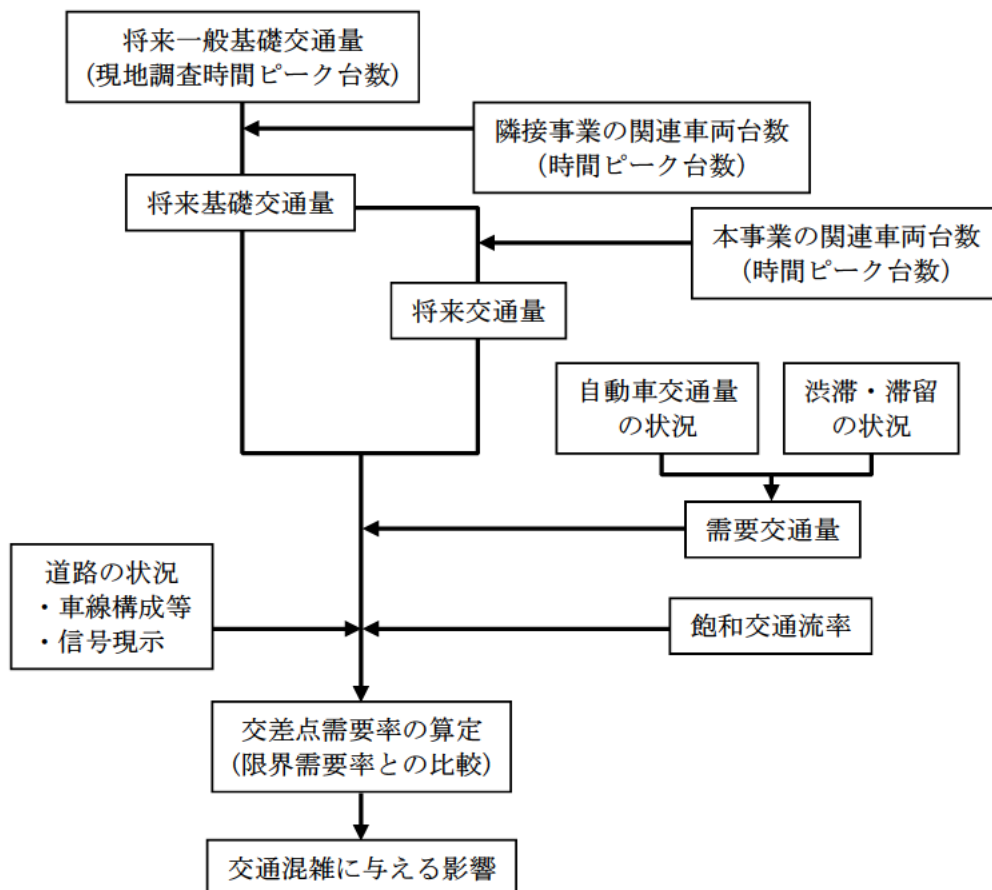 将来一般基礎交通量
(現地調査時間ピーク台数)
隣接事業の関連車両台数
(時間ピーク台数)
将来基礎交通量
本事業の関連車両台数
(時間ピーク台数)
将来交通量
自動車交通量
の状況
渋滞・滞留
の状況
需要交通量
道路の状況
・車線構成等
・信号現示
飽和交通流率
交差点需要率の算定
(限界需要率との比較)
交通混雑に与える影響